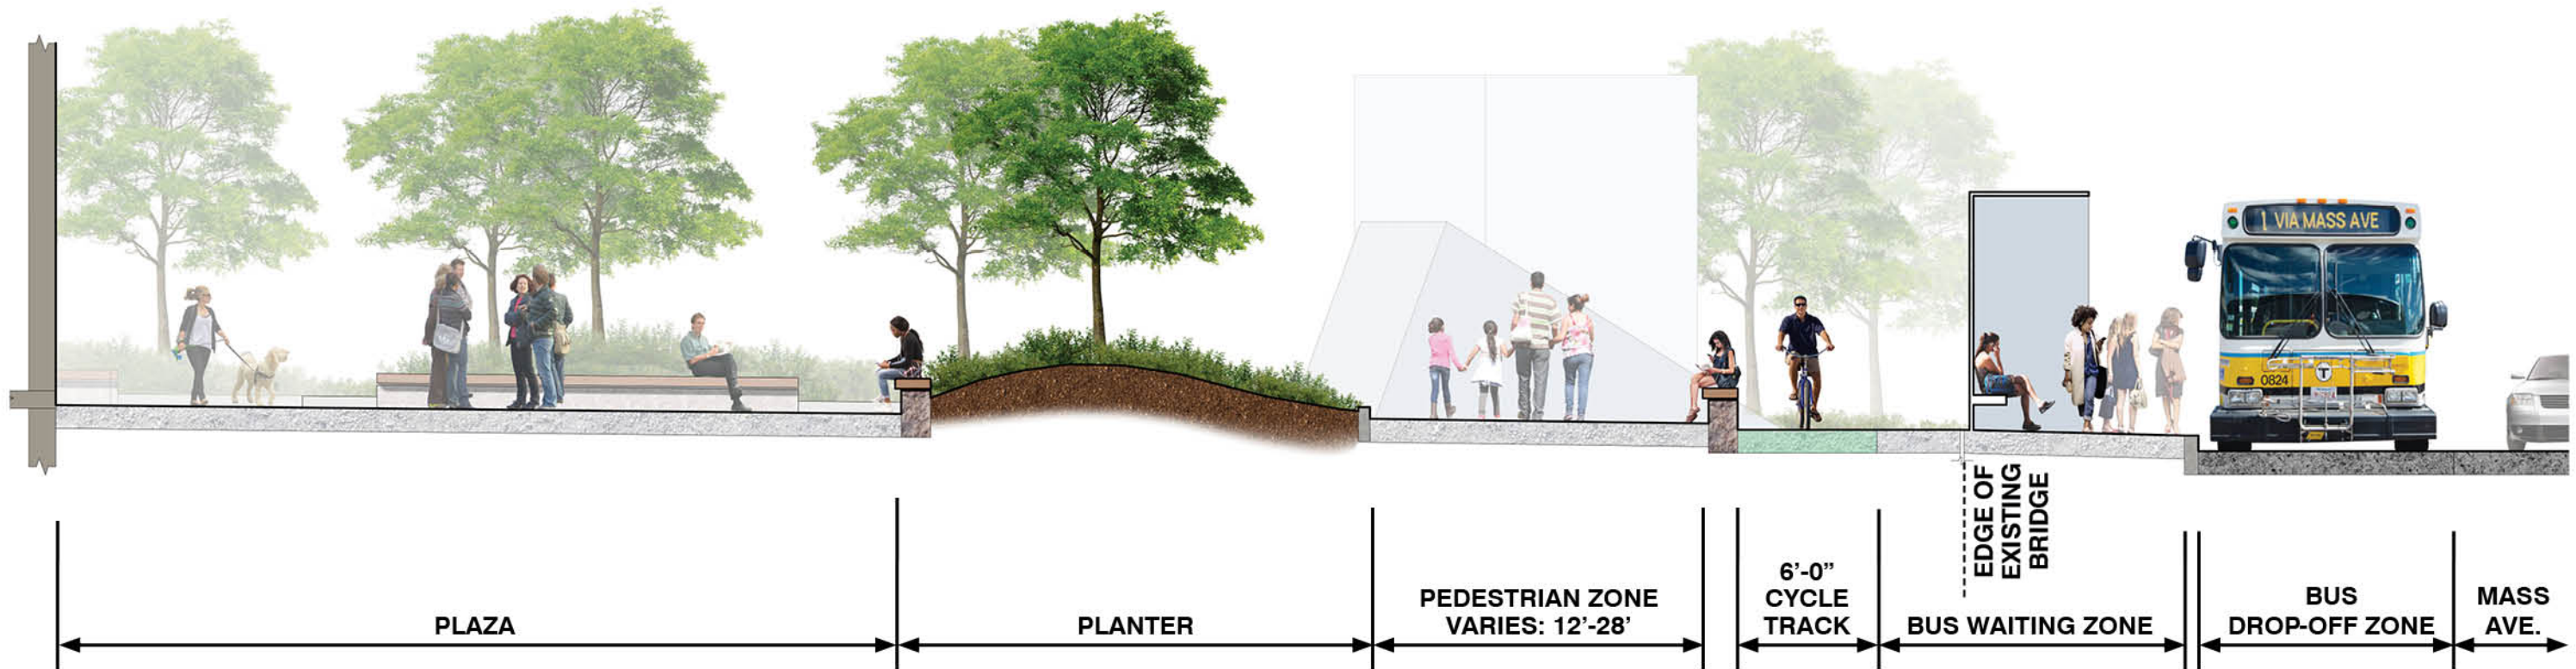 1 VIA MASS AVE
0824
T
EDGE OF
EXISTING
BRIDGE
PLAZA
PLANTER
PEDESTRIAN ZONE
VARIES: 12’-28’
6’-0”
CYCLE
TRACK
BUS WAITING ZONE
BUS
DROP-OFF ZONE
MASS
AVE.